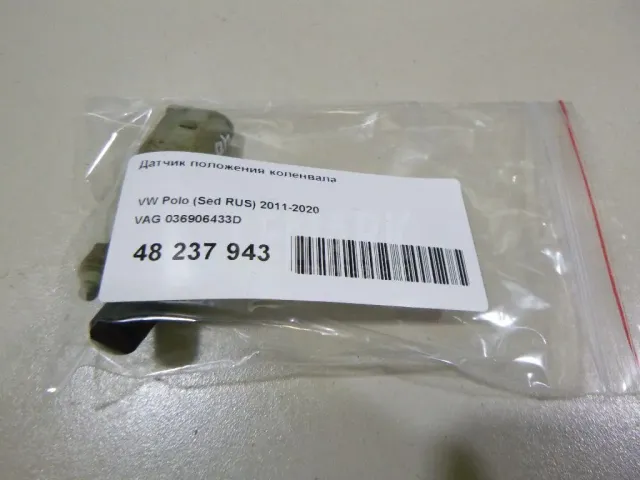 Датчик положения коленвала
VW Polo (Sed RUS) 2011-2020
VAG 036906433D
48 237 943